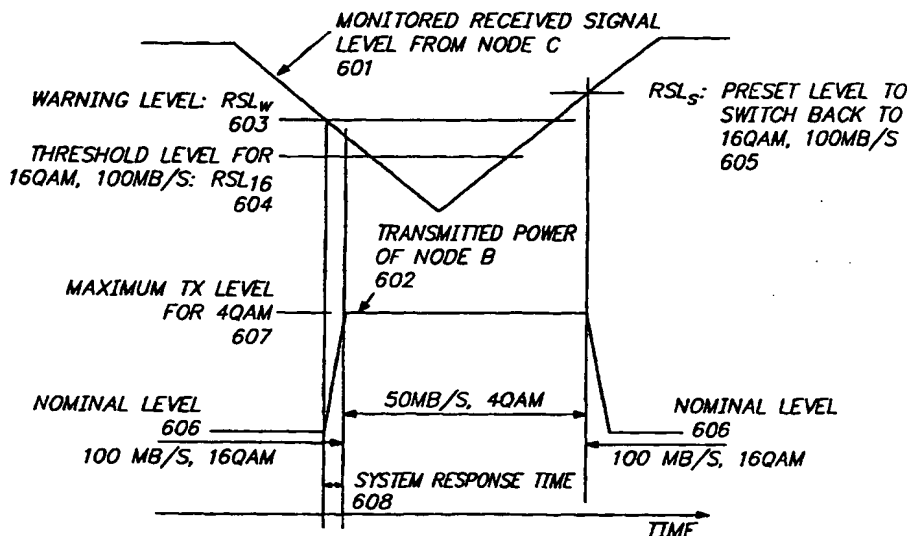 MONITORED RECEIVED SIGNAL
LEVEL FROM NODE C
601
WARNING LEVEL: RSLW
603
RSLS: PRESET LEVEL TO
SWITCH BACK TO
16QAM, 100MB/S
605
THRESHOLD LEVEL FOR
16QAM, 100MB/S: RSL16
604
TRANSMITTED POWER
OF NODE B
602
MAXIMUM TX LEVEL
FOR 4QAM
607
NOMINAL LEVEL
606
50MB/S, 4QAM
NOMINAL LEVEL
606
100 MB/S, 16QAM
100 MB/S, 16QAM
SYSTEM RESPONSE TIME
608
TIME